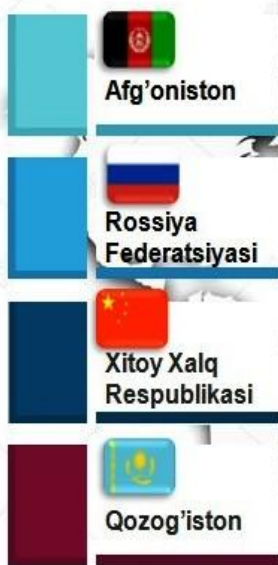 Afg’oniston
Rossiya
Federatsiyasi
Xitoy Xalq
Respublikasi
Qozog’iston